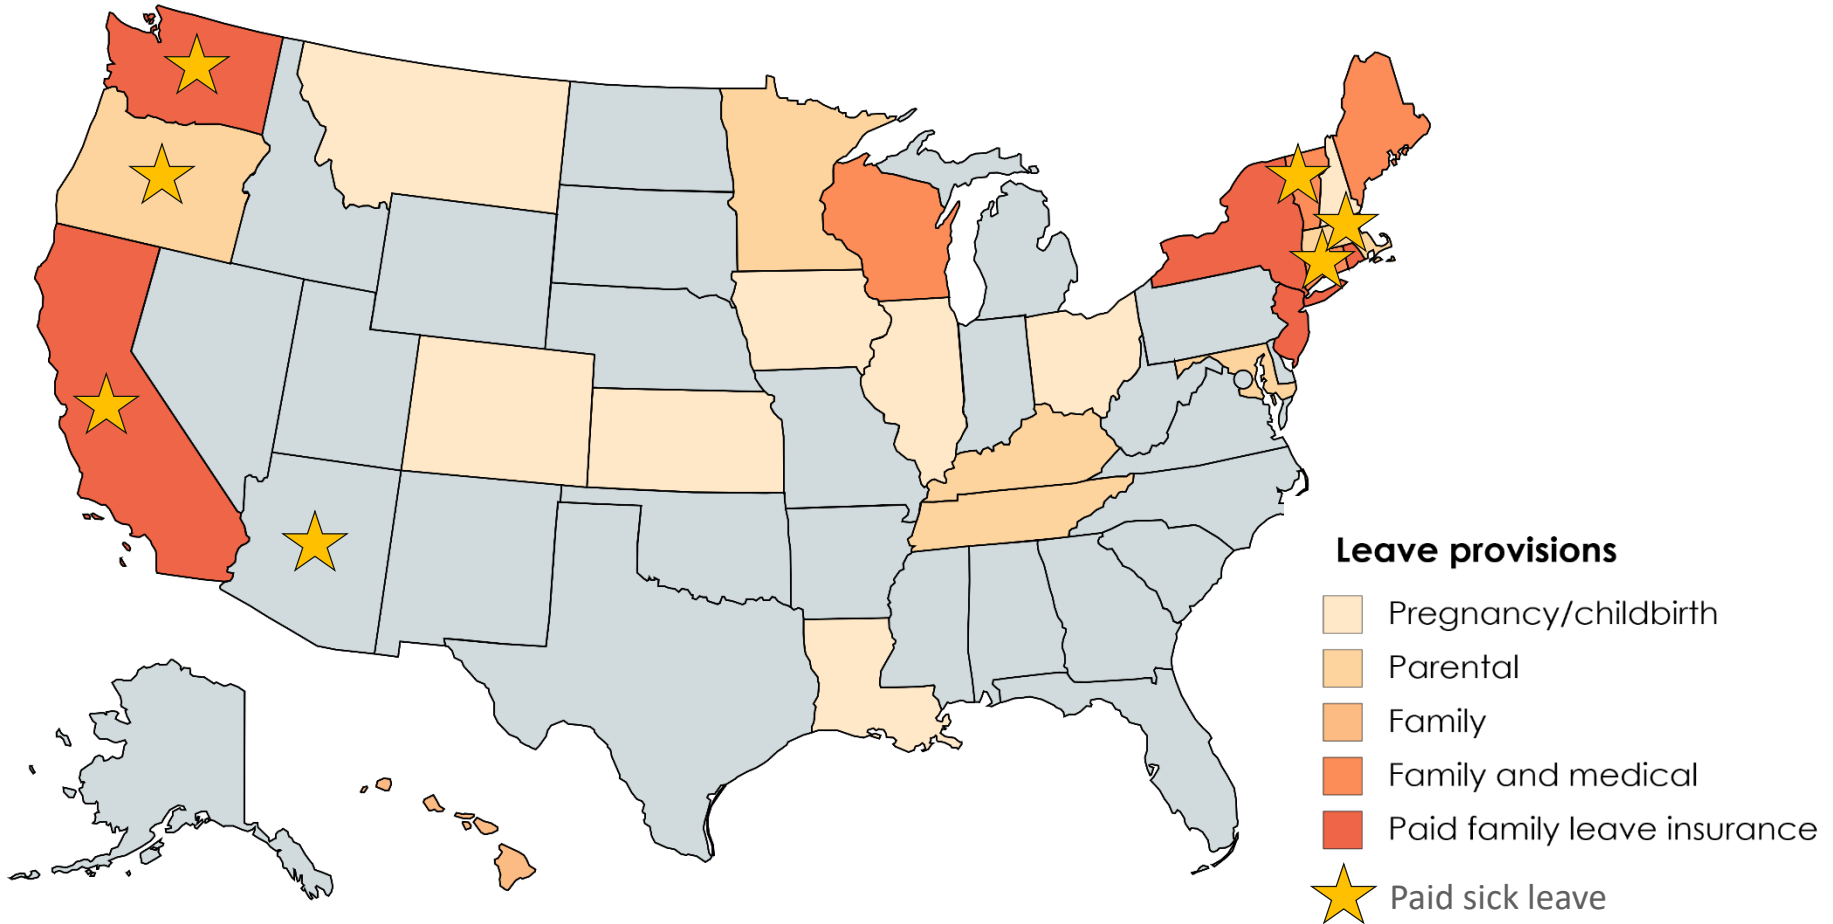 Leave provisions
Pregnancy/childbirth
Parental
Family
Family and medical
Paid family leave insurance
Paid sick leave